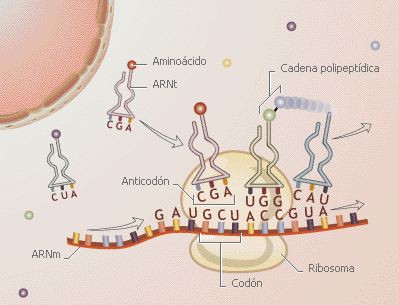 Aminoácido
ARNt
CGA
Cadena polipeptídica
CUA
Anticodón
CGA
UGG
CAU
GAUGCUACCGUA
ARNm
Codón
Ribosoma